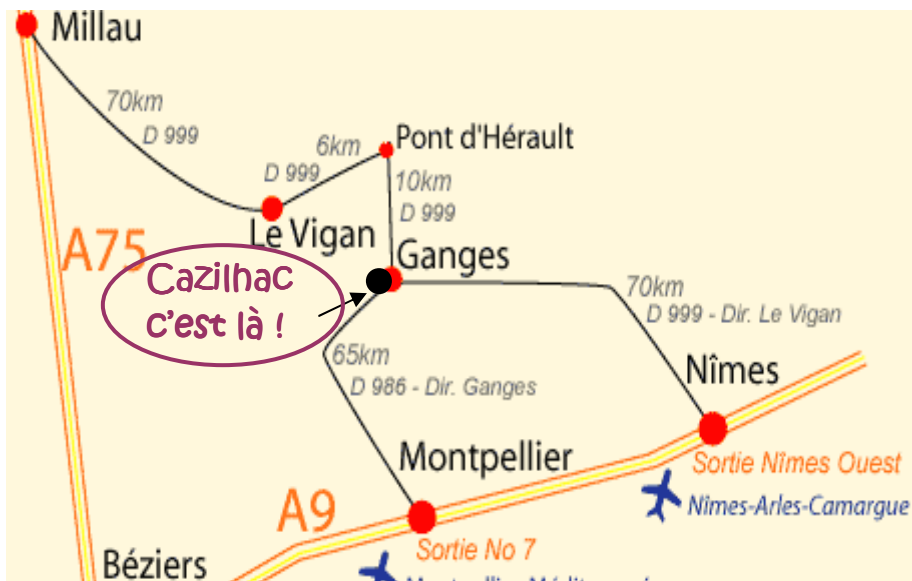 Millau
70km
D 999
6km
D 999
Pont d'Hérault
10km
D 999
Le Vigan
A75
Ganges
Cazilhac
c'est là !
70km
D 999 - Dir. Le Vigan
65km
D 986 - Dir. Ganges
Nîmes
Montpellier
Sortie Nîmes Ouest
Nîmes-Arles-Camargue
A9
Sortie No 7
Béziers